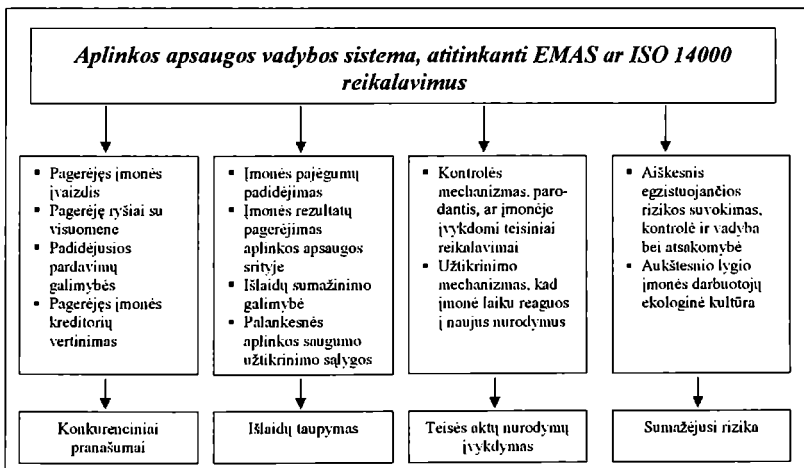 Aplinkos apsaugos vadybos sistema, atitinkanti EMAS ar ISO 14000
reikalavimus
▪ Pagerėjęs įmonės
įvaizdis
▪ Pagerėję ryšiai su
visuomene
▪ Padidėjusios
pardavimų
galimybės
▪ Pagerėjęs įmonės
kreditorių
vertinimas
▪ Įmonės pajėgumų
padidėjimas
▪ Įmonės rezultatų
pagerėjimas
aplinkos apsaugos
srityje
▪ Išlaidų sumažinimo
galimybė
▪ Palankesnės
aplinkos saugumo
užtikrinimo sąlygos
▪ Kontrolės
mechanizmas, paro-
dantis, ar įmonėje
įvykdomi teisiniai
reikalavimai
▪ Užtikrinimo
mechanizmas, kad
įmonė laiku reaguos
į naujus nurodymus
▪ Aiškesnis
egzistuojančios
rizikos suvokimas,
kontrolė ir vadyba
bei atsakomybė
▪ Aukštesnio lygio
įmonės darbuotojų
ekologinė kultūra
Konkurenciniai
pranašumai
Išlaidų taupymas
Teisės aktų nurodymų
įvykdymas
Sumažėjusi rizika